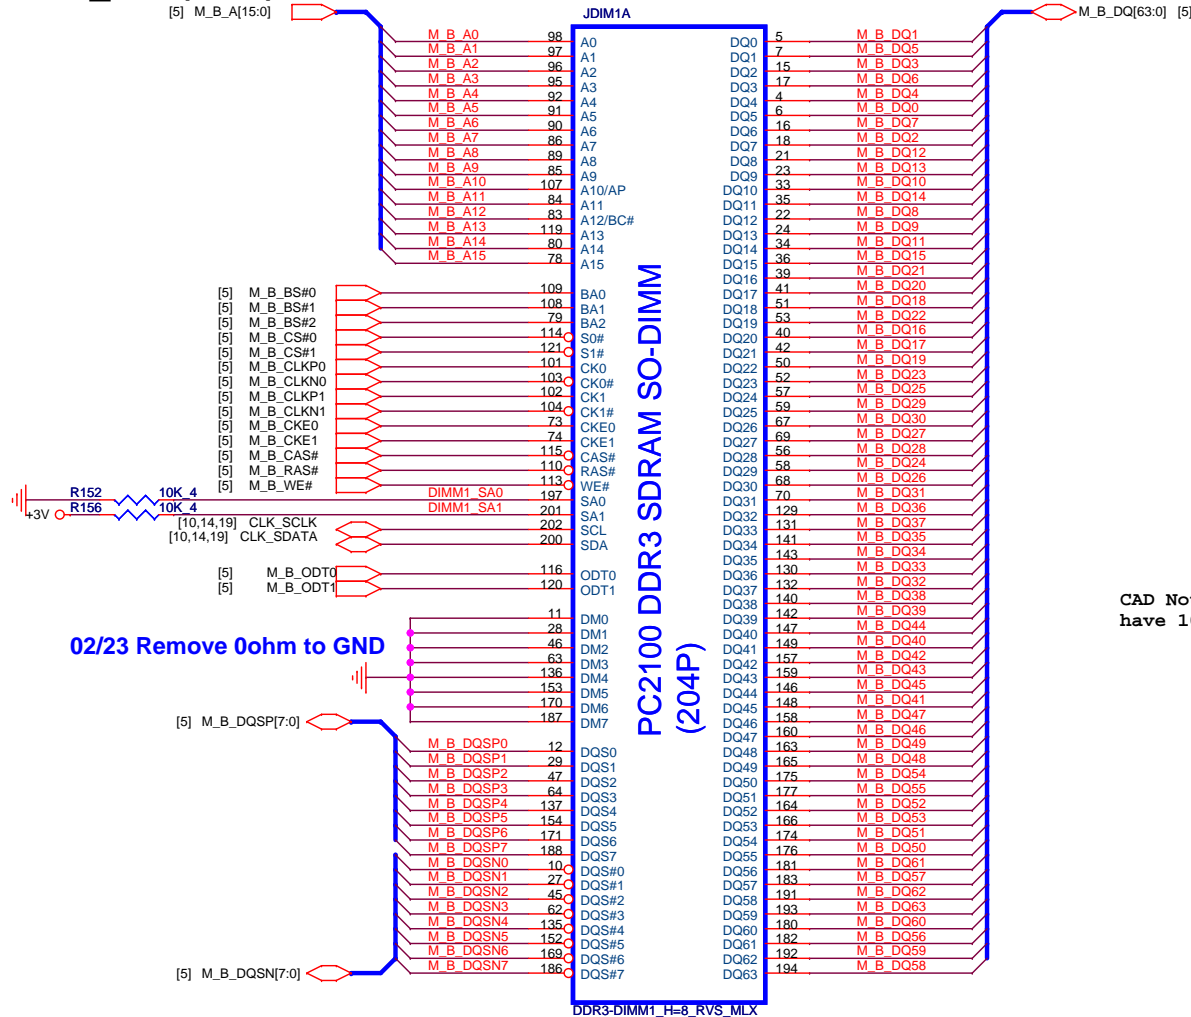 [5] M_B_A[15:0]
JDIM1A
M_B_DQ[63:0] [5]
M_B_A0 98 A0 DQ0 5 M_B_DQ1
M_B_A1 97 A1 DQ1 7 M_B_DQ5
M_B_A2 96 A2 DQ2 15 M_B_DQ3
M_B_A3 95 A3 DQ3 17 M_B_DQ6
M_B_A4 92 A4 DQ4 4 M_B_DQ4
M_B_A5 91 A5 DQ5 6 M_B_DQ0
M_B_A6 90 A6 DQ6 16 M_B_DQ7
M_B_A7 86 A7 DQ7 18 M_B_DQ2
M_B_A8 89 A8 DQ8 21 M_B_DQ12
M_B_A9 85 A9 DQ9 23 M_B_DQ13
M_B_A10 107 A10/AP DQ10 33 M_B_DQ10
M_B_A11 84 A11 DQ11 35 M_B_DQ14
M_B_A12 83 A12/BC# DQ12 22 M_B_DQ8
M_B_A13 119 A13 DQ13 24 M_B_DQ9
M_B_A14 80 A14 DQ14 34 M_B_DQ11
M_B_A15 78 A15 DQ15 36 M_B_DQ15
DQ16 39 M_B_DQ21
[5] M_B_BS#0 109 BA0 DQ17 41 M_B_DQ20
[5] M_B_BS#1 108 BA1 DQ18 51 M_B_DQ18
[5] M_B_BS#2 79 BA2 DQ19 53 M_B_DQ22
[5] M_B_CS#0 114 S0# DQ20 40 M_B_DQ16
[5] M_B_CS#1 121 S1# DQ21 42 M_B_DQ17
[5] M_B_CLKP0 101 CK0 DQ22 50 M_B_DQ19
[5] M_B_CLKN0 103 CK0# DQ23 52 M_B_DQ23
[5] M_B_CLKP1 102 CK1 DQ24 57 M_B_DQ25
[5] M_B_CLKN1 104 CK1# DQ25 59 M_B_DQ29
[5] M_B_CKE0 73 CKE0 DQ26 67 M_B_DQ30
[5] M_B_CKE1 74 CKE1 DQ27 69 M_B_DQ27
[5] M_B_CAS# 115 CAS# DQ28 56 M_B_DQ28
[5] M_B_RAS# 110 RAS# DQ29 58 M_B_DQ24
[5] M_B_WE# 113 WE# DQ30 68 M_B_DQ26
R152 10K_4 DIMM1_SA0 197 SA0 DQ31 70 M_B_DQ31
+3V R156 10K_4 DIMM1_SA1 201 SA1 DQ32 129 M_B_DQ36
[10,14,19] CLK_SCLK 202 SCL DQ33 131 M_B_DQ37
[10,14,19] CLK_SDATA 200 SDA DQ34 141 M_B_DQ35
DQ35 143 M_B_DQ34
[5] M_B_ODT0 116 ODT0 DQ36 130 M_B_DQ33
[5] M_B_ODT1 120 ODT1 DQ37 132 M_B_DQ32
DQ38 140 M_B_DQ38
11 DM0 DQ39 142 M_B_DQ39
28 DM1 DQ40 147 M_B_DQ44
46 DM2 DQ41 149 M_B_DQ40
63 DM3 DQ42 157 M_B_DQ42
136 DM4 DQ43 159 M_B_DQ43
153 DM5 DQ44 146 M_B_DQ45
170 DM6 DQ45 148 M_B_DQ41
187 DM7 DQ46 158 M_B_DQ47
DQ47 160 M_B_DQ46
M_B_DQSP0 12 DQS0 DQ48 163 M_B_DQ49
M_B_DQSP1 29 DQS1 DQ49 165 M_B_DQ48
M_B_DQSP2 47 DQS2 DQ50 175 M_B_DQ54
M_B_DQSP3 64 DQS3 DQ51 177 M_B_DQ55
M_B_DQSP4 137 DQS4 DQ52 164 M_B_DQ52
M_B_DQSP5 154 DQS5 DQ53 166 M_B_DQ53
M_B_DQSP6 171 DQS6 DQ54 174 M_B_DQ51
M_B_DQSP7 188 DQS7 DQ55 176 M_B_DQ50
M_B_DQSN0 10 DQS#0 DQ56 181 M_B_DQ61
M_B_DQSN1 27 DQS#1 DQ57 183 M_B_DQ57
M_B_DQSN2 45 DQS#2 DQ58 191 M_B_DQ62
M_B_DQSN3 62 DQS#3 DQ59 193 M_B_DQ63
M_B_DQSN4 135 DQS#4 DQ60 180 M_B_DQ60
M_B_DQSN5 152 DQS#5 DQ61 182 M_B_DQ56
M_B_DQSN6 169 DQS#6 DQ62 192 M_B_DQ59
M_B_DQSN7 186 DQS#7 DQ63 194 M_B_DQ58
PC2100 DDR3 SDRAM SO-DIMM
(204P)
02/23 Remove 0ohm to GND
[5] M_B_DQSP[7:0]
[5] M_B_DQSN[7:0]
CAD No
have 1
DDR3-DIMM1_H=8_RVS_MLX